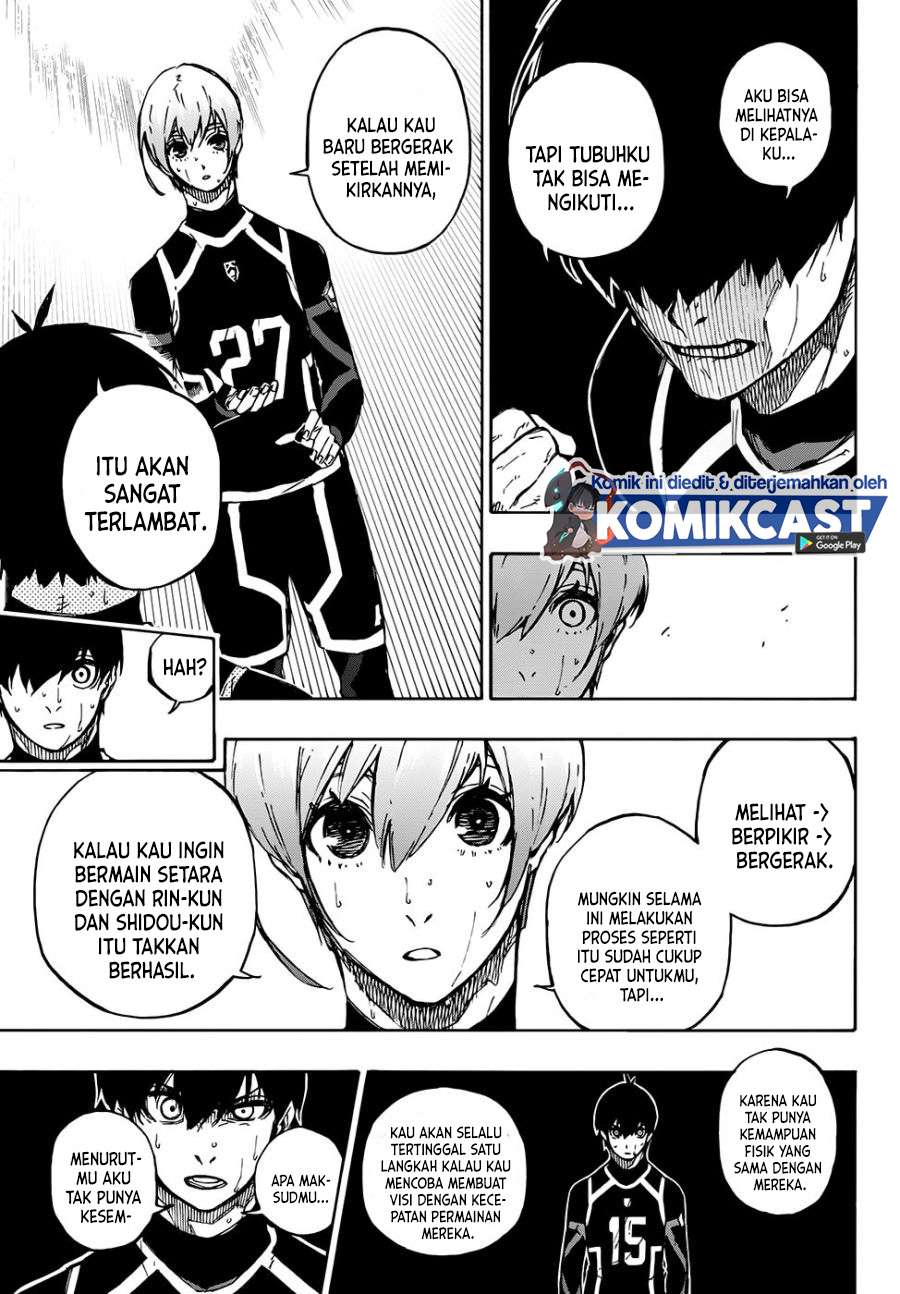 AKU BISA
MELIHATNYA
DI KEPALA-
KU...
TAPI TUBUHKU
TAK BISA ME-
NGIKUTI...
Komik ini diedit & diterjemahkan oleh
KOMIKCAST
GET IT ON
Google Play
KALAU KAU
BARU BERGERAK
SETELAH MEMI-
KIRKANNYA,
27
ITU AKAN
SANGAT
TERLAMBAT.
HAH?
MELIHAT ->
BERPIKIR ->
BERGERAK.
MUNGKIN SELAMA
INI MELAKUKAN
PROSES SEPERTI
ITU SUDAH CUKUP
CEPAT UNTUKMU,
TAPI...
KALAU KAU INGIN
BERMAIN SETARA
DENGAN RIN-KUN
DAN SHIDOU-KUN
ITU TAKKAN
BERHASIL.
KARENA KAU
TAK PUNYA
KEMAMPUAN
FISIK YANG
SAMA DENGAN
MEREKA.
15
KAU AKAN SELALU
TERTINGGAL SATU
LANGKAH KALAU KAU
MENCOBA MEMBUAT
VISI DENGAN KECE-
PATAN PERMAINAN
MEREKA.
APA MAK-
SUDMU...
MENURUT-
MU AKU
TAK PUNYA
KESEM-